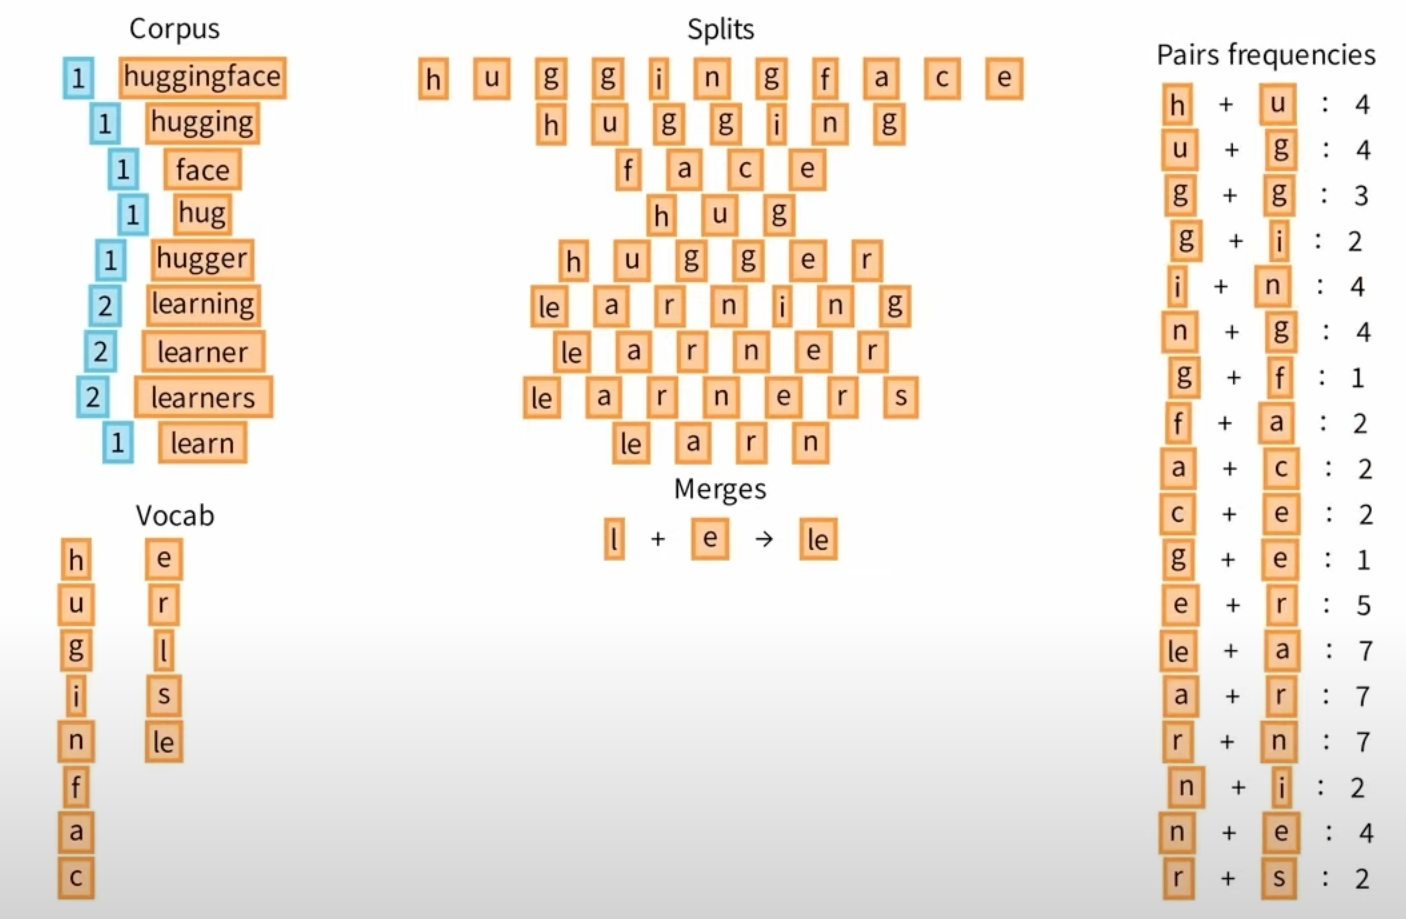 Corpus
1 huggingface
1 hugging
1 face
1 hug
1 hugger
2 learning
2 learner
2 learners
1 learn
Vocab
h e
u r
g l
i s
n le
f
a
c
Splits
h u g g i n g f a c e
h u g g i n g
f a c e
h u g
h u g g e r
le a r n i n g
le a r n e r
le a r n e r s
le a r n
Merges
l + e → le
Pairs frequencies
h + u : 4
u + g : 4
g + g : 3
g + i : 2
i + n : 4
n + g : 4
g + f : 1
f + a : 2
a + c : 2
c + e : 2
g + e : 1
e + r : 5
le + a : 7
a + r : 7
r + n : 7
n + i : 2
n + e : 4
r + s : 2